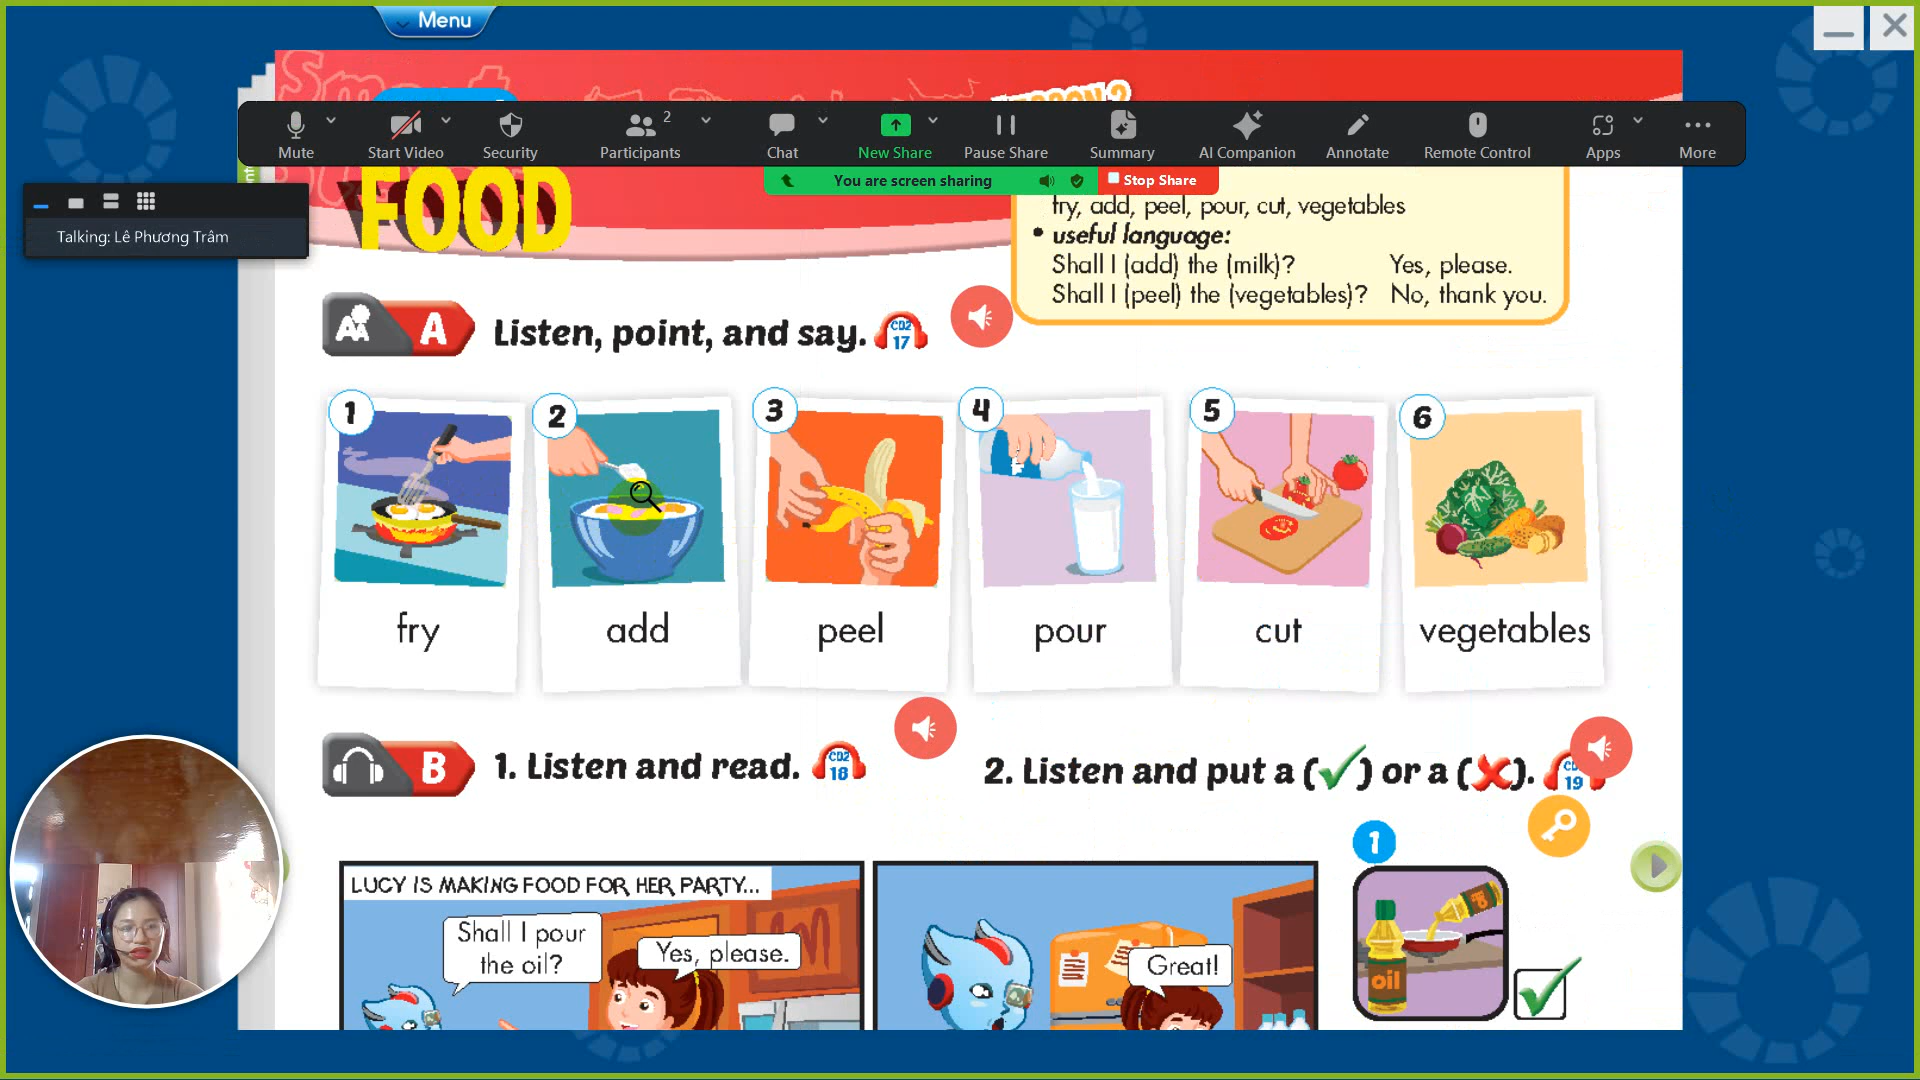 Menu
Smart
LESSON 2
Mute
Start Video
Security
Participants
2
Chat
New Share
Pause Share
Summary
AI Companion
Annotate
Remote Control
Apps
More
You are screen sharing
Stop Share
Talking: Lê Phương Trâm
FOOD
fry, add, peel, pour, cut, vegetables
• useful language:
Shall I (add) the (milk)? Yes, please.
Shall I (peel) the (vegetables)? No, thank you.
A Listen, point, and say. CD2 17
1
2
3
4
5
6
fry
add
peel
pour
cut
vegetables
B 1. Listen and read. CD2 18
2. Listen and put a (✓) or a (✗). CD 19
1
LUCY IS MAKING FOOD FOR HER PARTY...
Shall I pour
the oil?
Yes, please.
Great!
oil